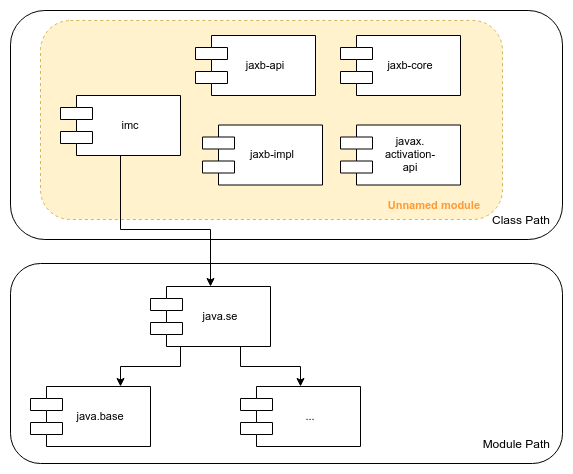 jaxb-api
jaxb-core
imc
jaxb-impl
javax.
activation-
api
Unnamed module
Class Path
java.se
java.base
...
Module Path